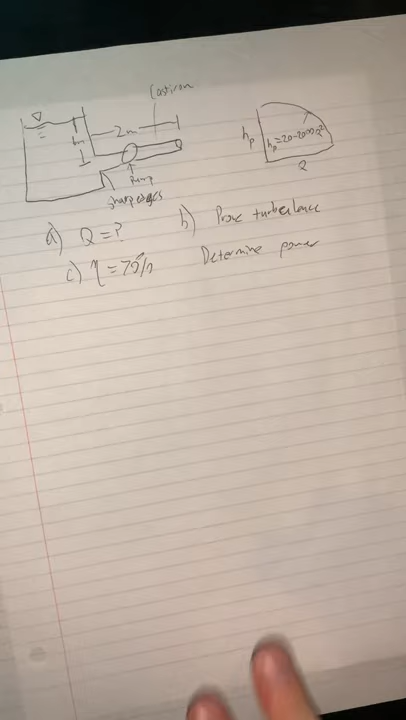 Cast iron
1m
2m
Pump
Sharp edges
hp
hp=20-2000Q²
Q
a) Q=?
b) Prove turbulence
c) η=75%
Determine power